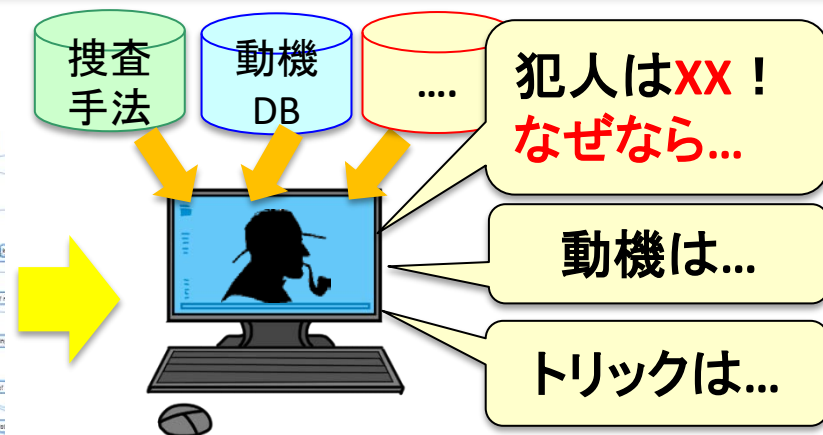 捜査
手法
動機
DB
....
犯人はXX！
なぜなら…
動機は…
トリックは…